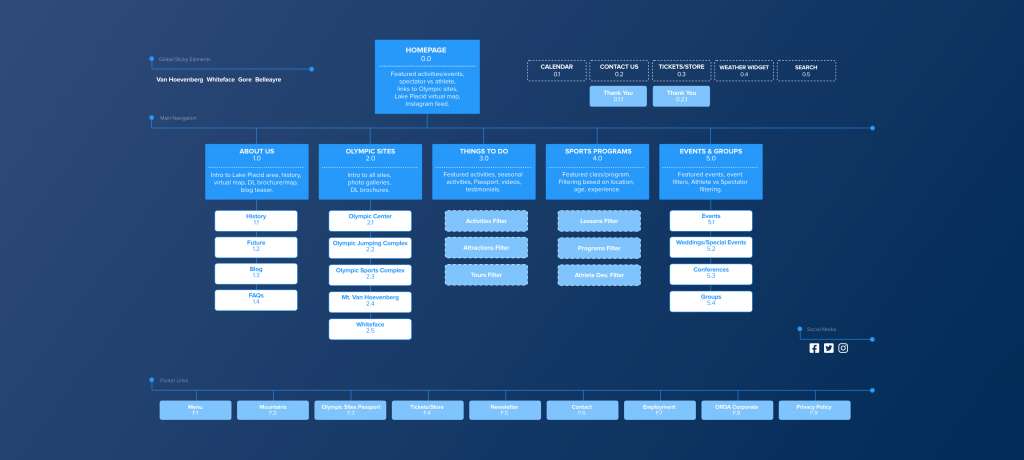 HOMEPAGE
0.0
Featured activities/events,
spectator vs athlete,
links to Olympic sites,
Lake Placid virtual map,
Instagram feed.
Global/Sticky Elements
Van Hoevenberg Whiteface Gore Belleayre
CALENDAR
0.1
CONTACT US
0.2
TICKETS/STORE
0.3
WEATHER WIDGET
0.4
SEARCH
0.5
Thank You
0.1.1
Thank You
0.2.1
Main Navigation
ABOUT US
1.0
Intro to Lake Placid area, history,
virtual map, DL brochure/map,
blog teaser.
History
1.1
Future
1.2
Blog
1.3
FAQs
1.4
OLYMPIC SITES
2.0
Intro to all sites,
photo galleries,
DL brochures.
Olympic Center
2.1
Olympic Jumping Complex
2.2
Olympic Sports Complex
2.3
Mt. Van Hoevenberg
2.4
Whiteface
2.5
THINGS TO DO
3.0
Featured activities, seasonal
activities, Passport, videos,
testimonials.
Activities Filter
Attractions Filter
Tours Filter
SPORTS PROGRAMS
4.0
Featured class/program,
Filtering based on location,
age, experience.
Lessons Filter
Programs Filter
Athlete Dev. Filter
EVENTS & GROUPS
5.0
Featured events, event
filters, Athlete vs Spectator
filtering.
Events
5.1
Weddings/Special Events
5.2
Conferences
5.3
Groups
5.4
Social Media
Footer Links
Menu
F.1
Mountains
F.2
Olympic Sites Passport
F.3
Tickets/Store
F.4
Newsletter
F.5
Contact
F.6
Employment
F.7
ORDA Corporate
F.8
Privacy Policy
F.9